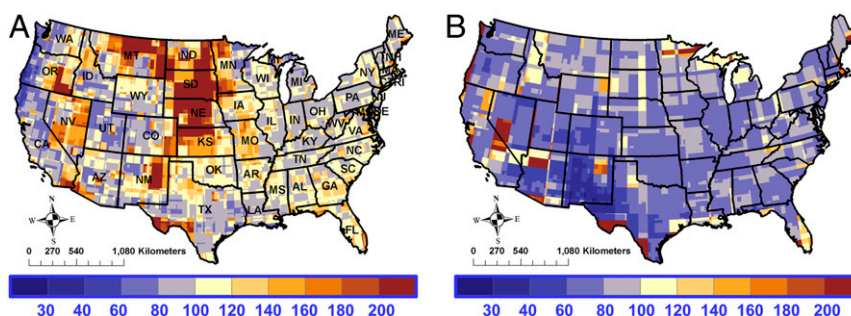 A
WA
MT
ND
ME
OR
ID
MN
SD
WI
MI
NY
WY
IA
NE
PA
NV
UT
CO
IL
IN
OH
WV
VA
CA
KS
MO
KY
NC
TN
OK
AR
SC
AZ
NM
MS
AL
GA
TX
LA
FL
N
W
E
S
0 270 540 1,080 Kilometers
30 40 60 80 100 120 140 160 180 200
B
N
W
E
S
0 270 540 1,080 Kilometers
30 40 60 80 100 120 140 160 180 200